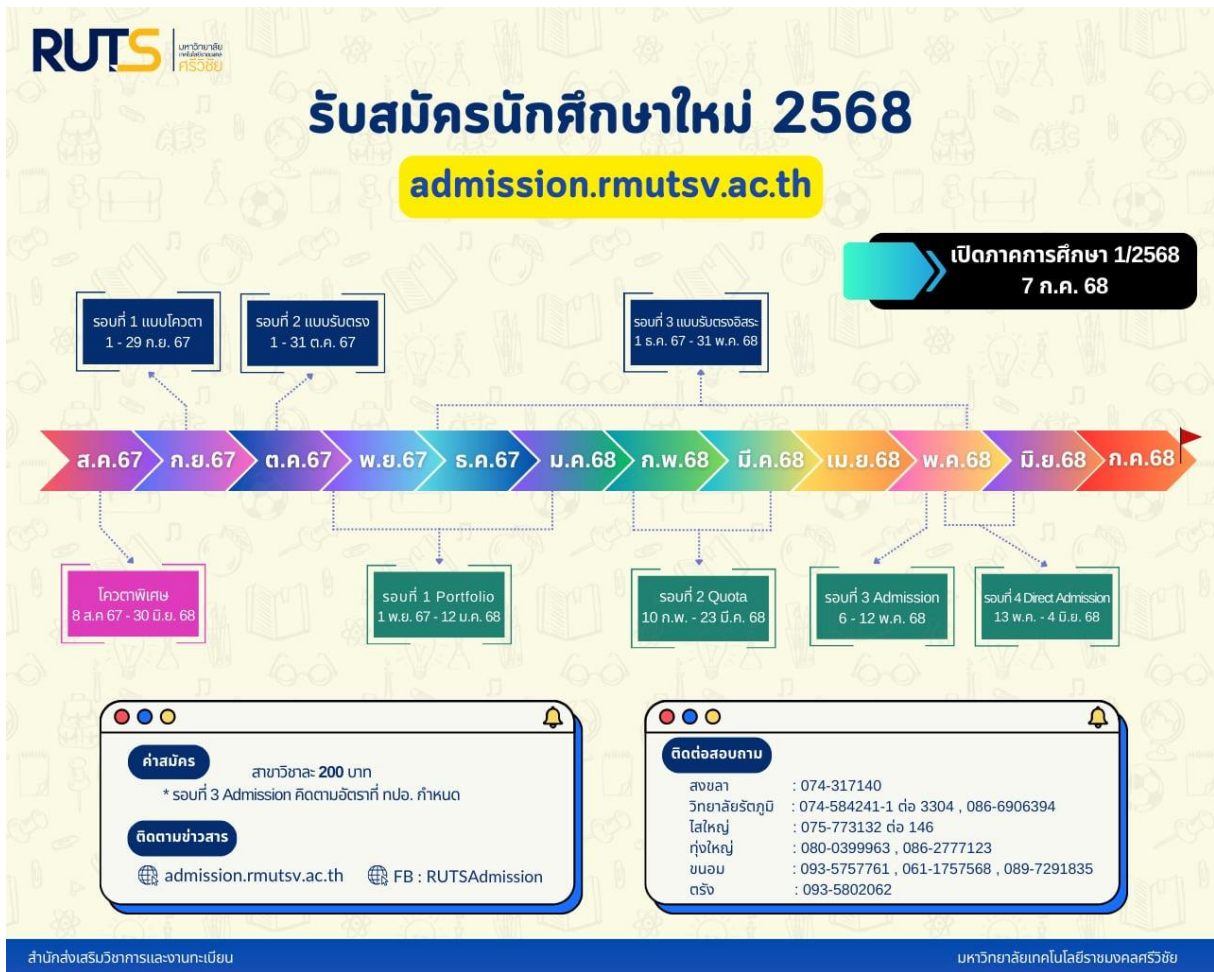 RUTS
มหาวิทยาลัย
เทคโนโลยีราชมงคล
ศรีวิชัย
รับสมัครนักศึกษาใหม่ 2568
admission.rmutsv.ac.th
เปิดภาคการศึกษา 1/2568
7 ก.ค. 68
รอบที่ 1 แบบโควตา
1 - 29 ก.ย. 67
รอบที่ 2 แบบรับตรง
1 - 31 ต.ค. 67
รอบที่ 3 แบบรับตรงอิสระ
1 ธ.ค. 67 - 31 พ.ค. 68
ส.ค.67 ก.ย.67 ต.ค.67 พ.ย.67 ธ.ค.67 ม.ค.68 ก.พ.68 มี.ค.68 เม.ย.68 พ.ค.68 มิ.ย.68 ก.ค.68
โควตาพิเศษ
8 ส.ค 67 - 30 มิ.ย. 68
รอบที่ 1 Portfolio
1 พ.ย. 67 - 12 ม.ค. 68
รอบที่ 2 Quota
10 ก.พ. - 23 มี.ค. 68
รอบที่ 3 Admission
6 - 12 พ.ค. 68
รอบที่ 4 Direct Admission
13 พ.ค. - 4 มิ.ย. 68
ค่าสมัคร
สาขาวิชาละ 200 บาท
* รอบที่ 3 Admission คิดตามอัตราที่ ทปอ. กำหนด
ติดตามข่าวสาร
admission.rmutsv.ac.th FB : RUTSAdmission
ติดต่อสอบถาม
สงขลา : 074-317140
วิทยาลัยรัตภูมิ : 074-584241-1 ต่อ 3304 , 086-6906394
ไสใหญ่ : 075-773132 ต่อ 146
ทุ่งใหญ่ : 080-0399963 , 086-2777123
ขนอม : 093-5757761 , 061-1757568 , 089-7291835
ตรัง : 093-5802062
สำนักส่งเสริมวิชาการและงานทะเบียน
มหาวิทยาลัยเทคโนโลยีราชมงคลศรีวิชัย